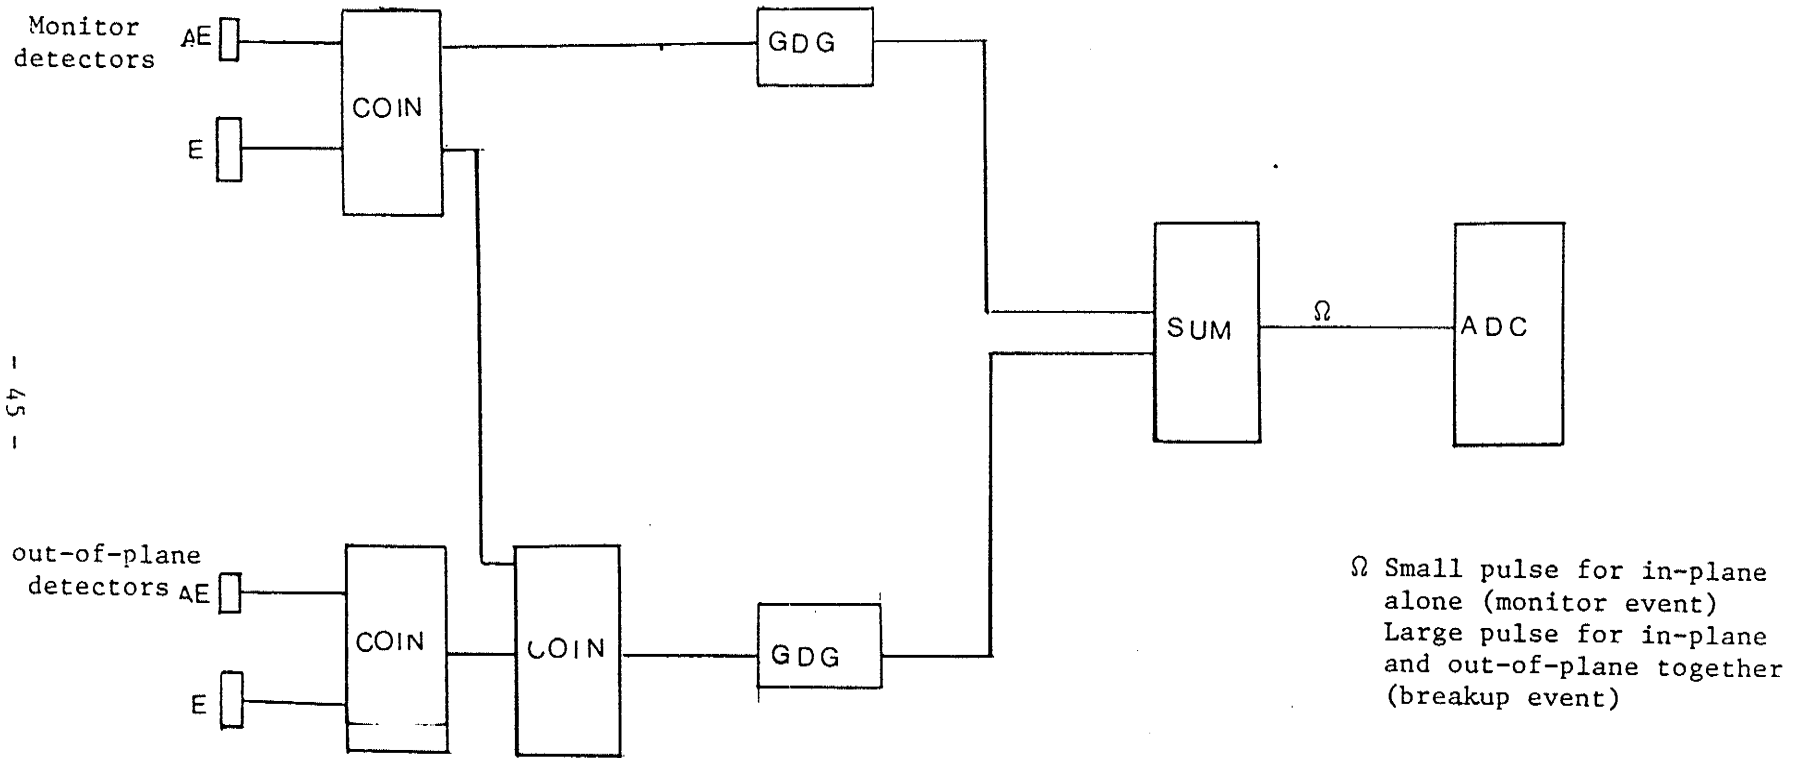 Monitor
detectors
AE
E
COIN
GDG
SUM
Ω
ADC
- 45 -
out-of-plane
detectors
AE
E
COIN
COIN
GDG
Ω Small pulse for in-plane
alone (monitor event)
Large pulse for in-plane
and out-of-plane together
(breakup event)